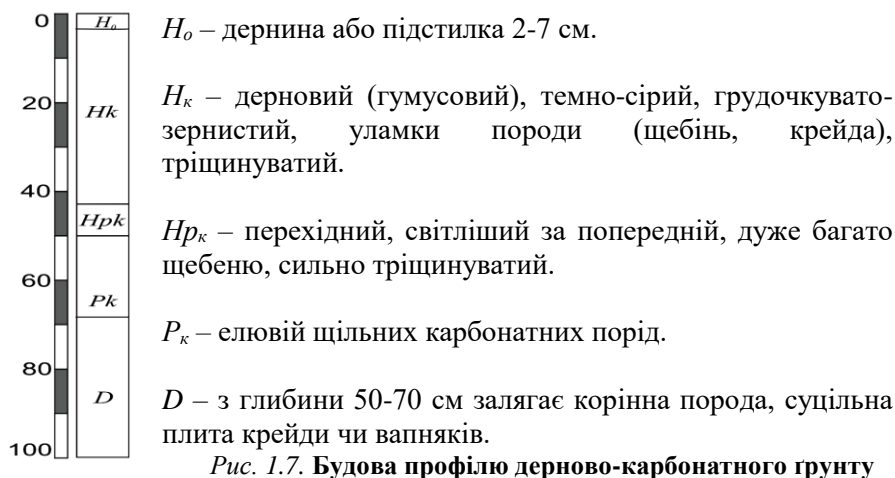 0
20
40
60
80
100
Hₒ
Hk
Hpk
Pk
D
Hₒ – дернина або підстилка 2-7 см.
Hк – дерновий (гумусовий), темно-сірий, грудочкувато-
зернистий, уламки породи (щебінь, крейда),
тріщинуватий.
Hpк – перехідний, світліший за попередній, дуже багато
щебеню, сильно тріщинуватий.
Pк – елювій щільних карбонатних порід.
D – з глибини 50-70 см залягає корінна порода, суцільна
плита крейди чи вапняків.
Рис. 1.7. Будова профілю дерново-карбонатного ґрунту